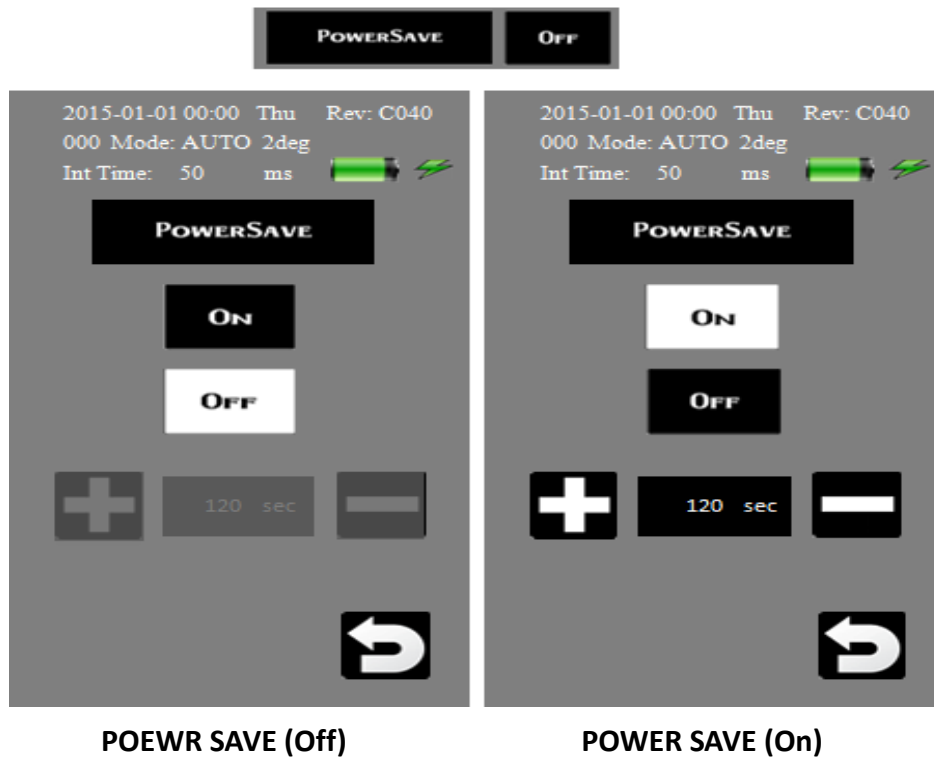 PowerSave Off
2015-01-01 00:00 Thu Rev: C040
000 Mode: AUTO 2deg
Int Time: 50 ms
PowerSave
On
Off
120 sec
2015-01-01 00:00 Thu Rev: C040
000 Mode: AUTO 2deg
Int Time: 50 ms
PowerSave
On
Off
120 sec
POEWR SAVE (Off)
POWER SAVE (On)